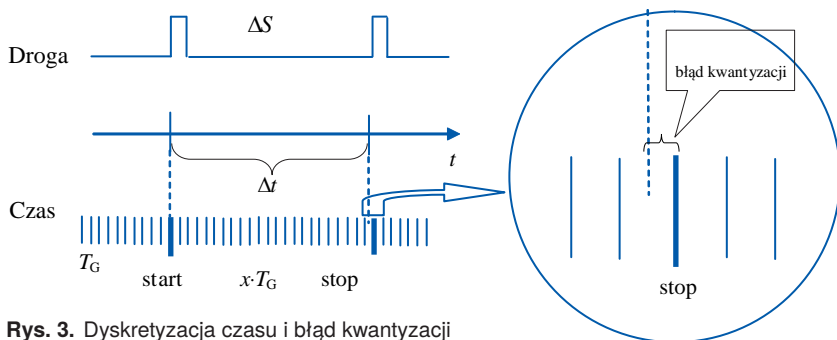 ΔS
Droga
błąd kwantyzacji
t
Δt
Czas
T_G
start
x·T_G
stop
stop
Rys. 3. Dyskretyzacja czasu i błąd kwantyzacji